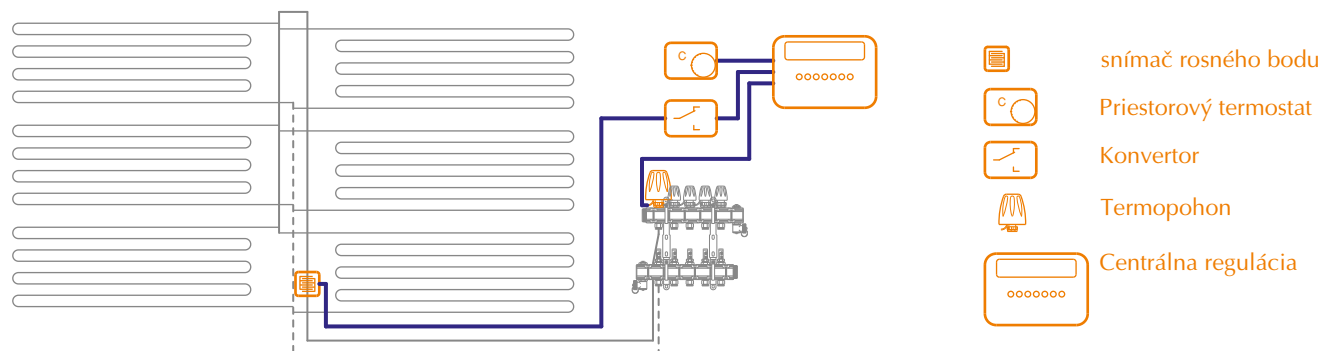 C
snímač rosného bodu
C
Priestorový termostat
Konvertor
Termopohon
Centrálna regulácia